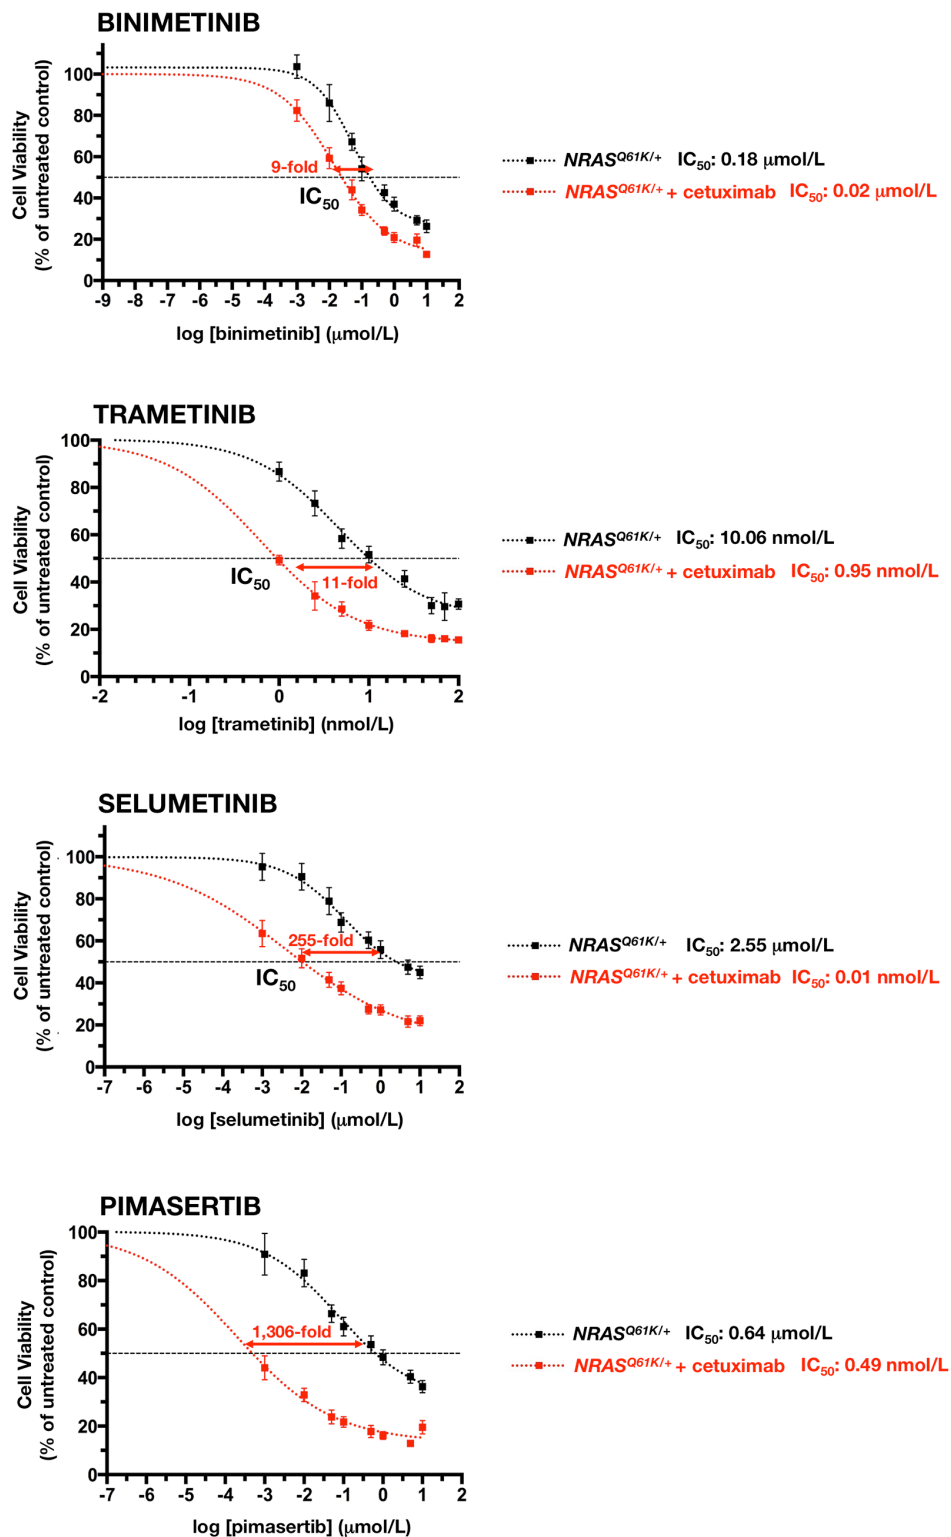 BINIMETINIB
Cell Viability
(% of untreated control)
100
80
60
40
20
0
9-fold
IC50
-9 -8 -7 -6 -5 -4 -3 -2 -1 0 1 2
log [binimetinib] (μmol/L)
NRASQ61K/+ IC50: 0.18 μmol/L
NRASQ61K/+ + cetuximab IC50: 0.02 μmol/L
TRAMETINIB
Cell Viability
(% of untreated control)
100
80
60
40
20
0
IC50
11-fold
-2 -1 0 1 2
log [trametinib] (nmol/L)
NRASQ61K/+ IC50: 10.06 nmol/L
NRASQ61K/+ + cetuximab IC50: 0.95 nmol/L
SELUMETINIB
Cell Viability
(% of untreated control)
100
80
60
40
20
0
255-fold
IC50
-7 -6 -5 -4 -3 -2 -1 0 1 2
log [selumetinib] (μmol/L)
NRASQ61K/+ IC50: 2.55 μmol/L
NRASQ61K/+ + cetuximab IC50: 0.01 nmol/L
PIMASERTIB
Cell Viability
(% of untreated control)
100
80
60
40
20
0
1,306-fold
-7 -6 -5 -4 -3 -2 -1 0 1 2
log [pimasertib] (μmol/L)
NRASQ61K/+ IC50: 0.64 μmol/L
NRASQ61K/+ + cetuximab IC50: 0.49 nmol/L